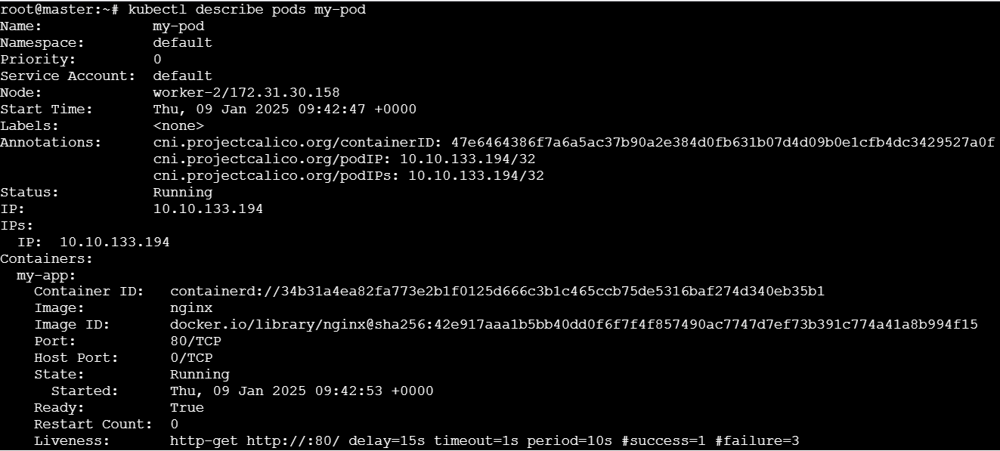 root@master:~# kubectl describe pods my-pod
Name:             my-pod
Namespace:        default
Priority:         0
Service Account:  default
Node:             worker-2/172.31.30.158
Start Time:       Thu, 09 Jan 2025 09:42:47 +0000
Labels:           <none>
Annotations:      cni.projectcalico.org/containerID: 47e6464386f7a6a5ac37b90a2e384d0fb631b07d4d09b0e1cfb4dc3429527a0f
                  cni.projectcalico.org/podIP: 10.10.133.194/32
                  cni.projectcalico.org/podIPs: 10.10.133.194/32
Status:           Running
IP:               10.10.133.194
IPs:
  IP:  10.10.133.194
Containers:
  my-app:
    Container ID:   containerd://34b31a4ea82fa773e2b1f0125d666c3b1c465ccb75de5316baf274d340eb35b1
    Image:          nginx
    Image ID:       docker.io/library/nginx@sha256:42e917aaa1b5bb40dd0f6f7f4f857490ac7747d7ef73b391c774a41a8b994f15
    Port:           80/TCP
    Host Port:      0/TCP
    State:          Running
      Started:      Thu, 09 Jan 2025 09:42:53 +0000
    Ready:          True
    Restart Count:  0
    Liveness:       http-get http://:80/ delay=15s timeout=1s period=10s #success=1 #failure=3